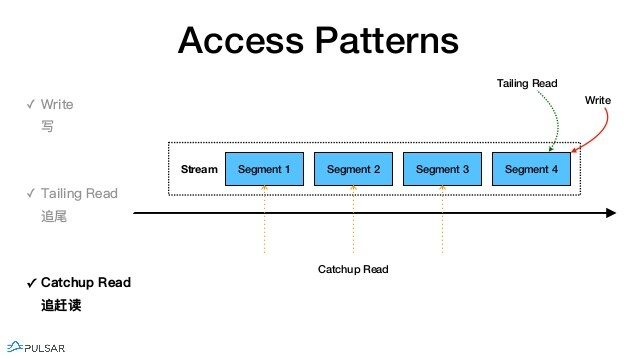 Access Patterns
✓ Write
写
✓ Tailing Read
追尾
✓ Catchup Read
追赶读
Tailing Read
Write
Stream
Segment 1
Segment 2
Segment 3
Segment 4
Catchup Read
PULSAR